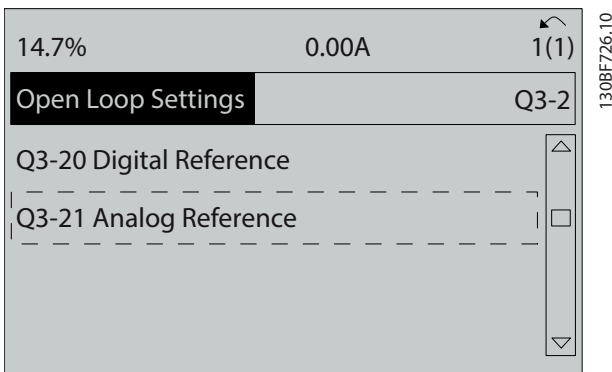 14.7% 0.00A 1(1)
Open Loop Settings Q3-2
Q3-20 Digital Reference
Q3-21 Analog Reference
130BF726.10